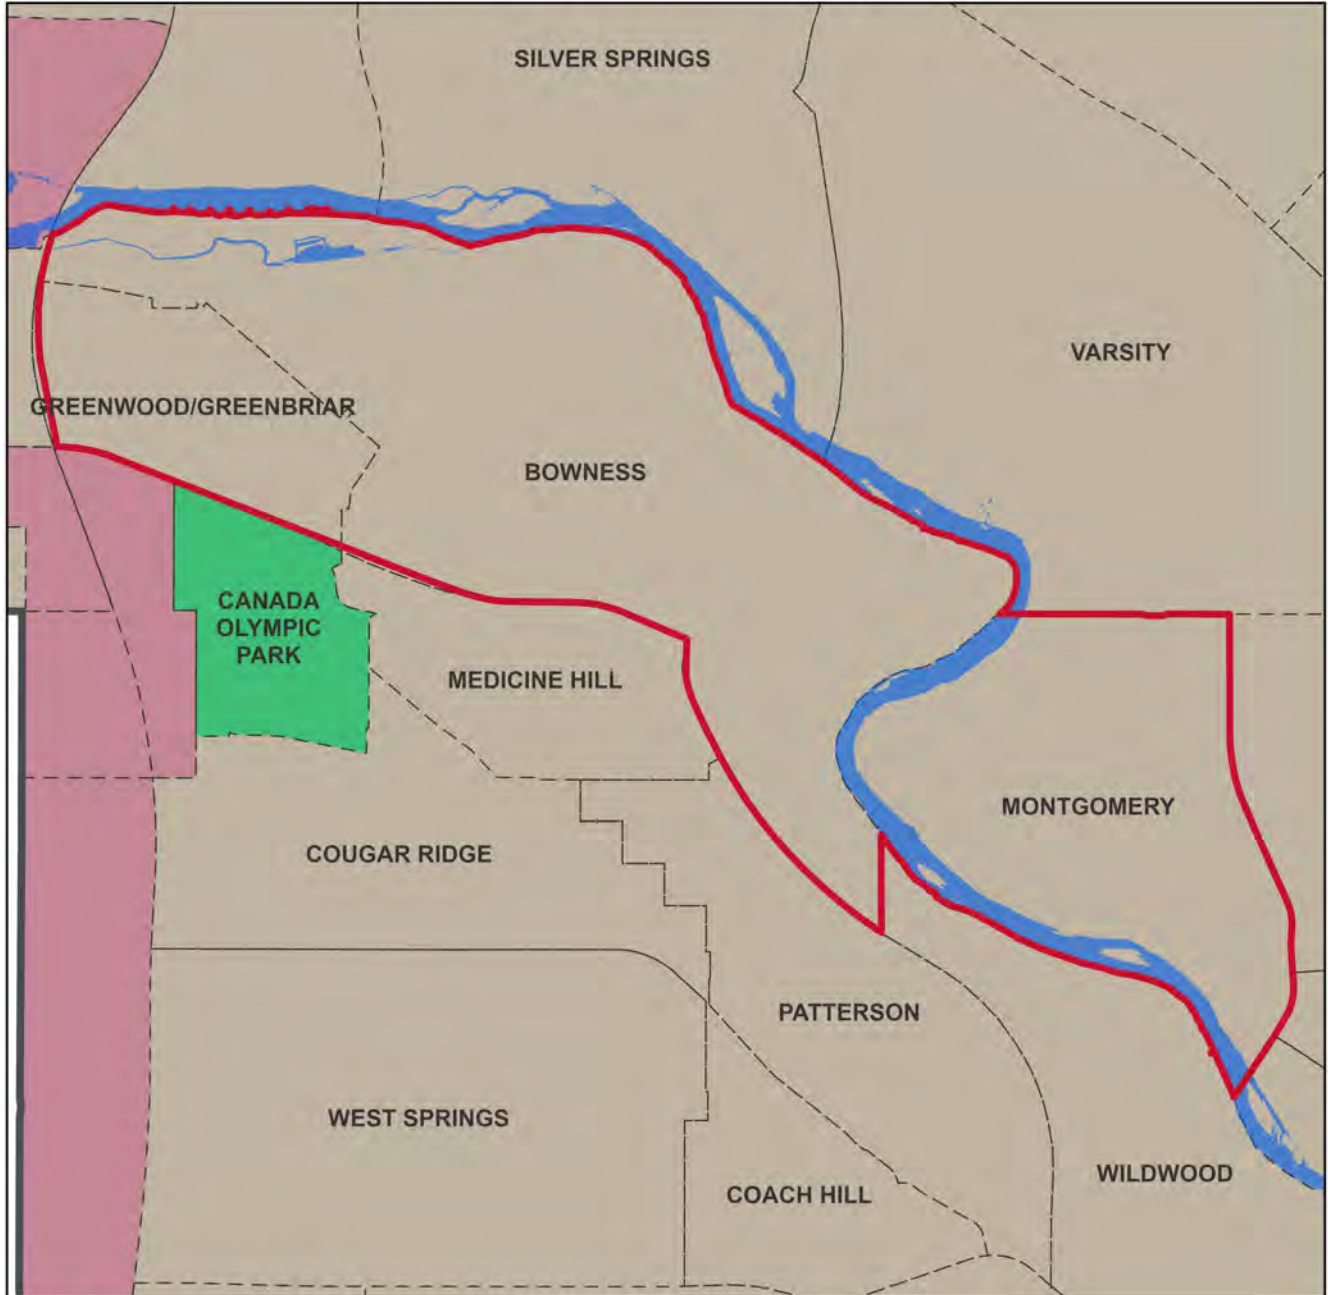 SILVER SPRINGS
VARSITY
GREENWOOD/GREENBRIAR
BOWNESS
CANADA
OLYMPIC
PARK
MEDICINE HILL
MONTGOMERY
COUGAR RIDGE
PATTERSON
WEST SPRINGS
WILDWOOD
COACH HILL